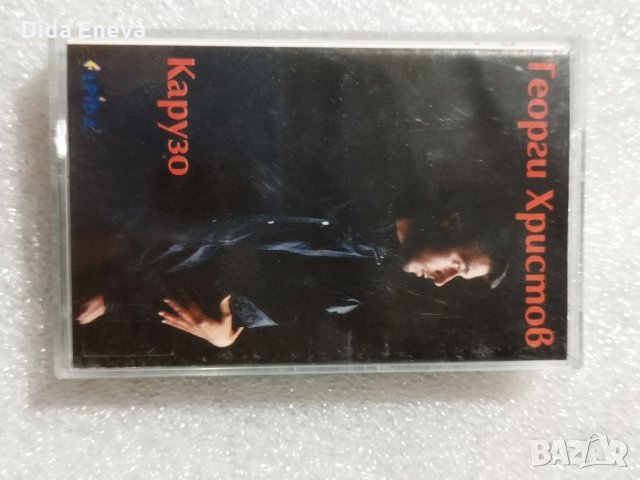 Dida Eneva
Георги Христов
Карузо
BAZAR